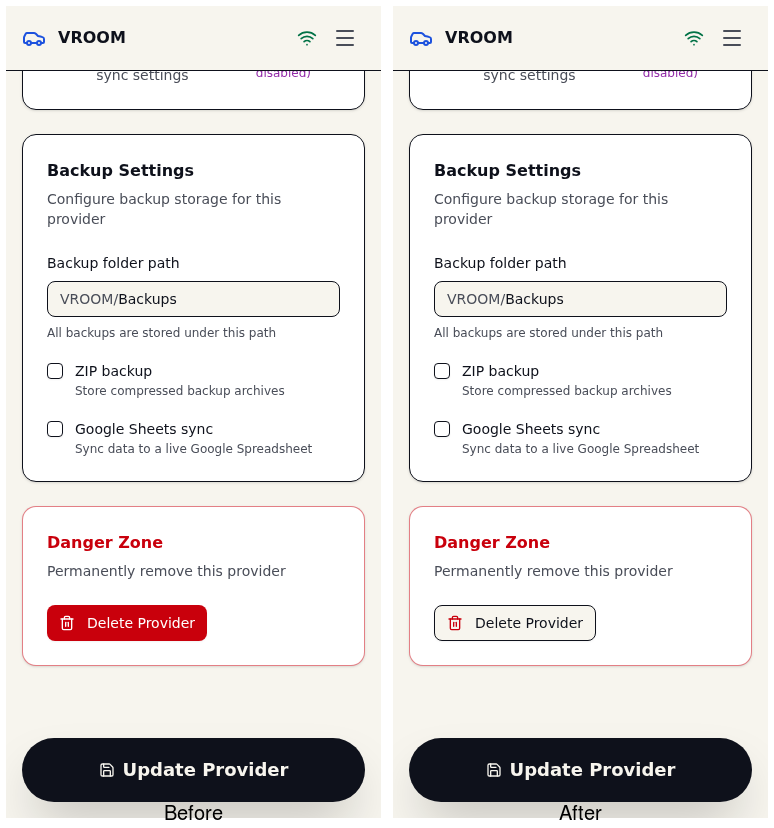 VROOM
sync settings
disabled)
Backup Settings
Configure backup storage for this
provider
Backup folder path
VROOM/Backups
All backups are stored under this path
ZIP backup
Store compressed backup archives
Google Sheets sync
Sync data to a live Google Spreadsheet
Danger Zone
Permanently remove this provider
Delete Provider
Update Provider
Before
VROOM
sync settings
disabled)
Backup Settings
Configure backup storage for this
provider
Backup folder path
VROOM/Backups
All backups are stored under this path
ZIP backup
Store compressed backup archives
Google Sheets sync
Sync data to a live Google Spreadsheet
Danger Zone
Permanently remove this provider
Delete Provider
Update Provider
After